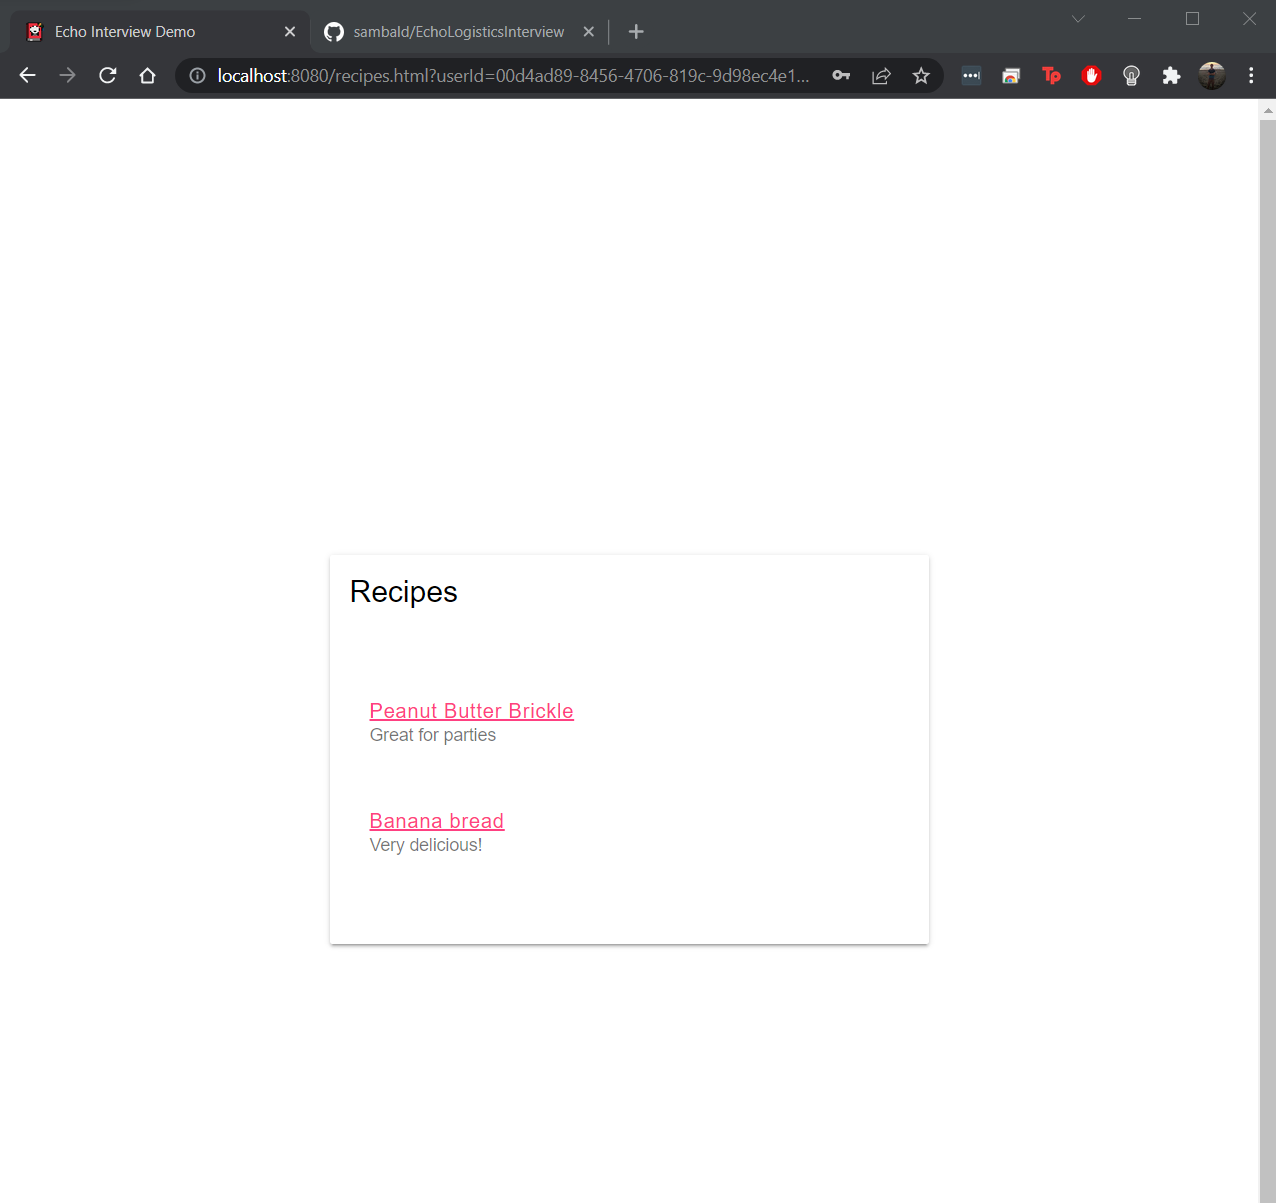 Echo Interview Demo
sambald/EchoLogisticsInterview
localhost:8080/recipes.html?userId=00d4ad89-8456-4706-819c-9d98ec4e1...
Tp
Recipes
Peanut Butter Brickle
Great for parties
Banana bread
Very delicious!